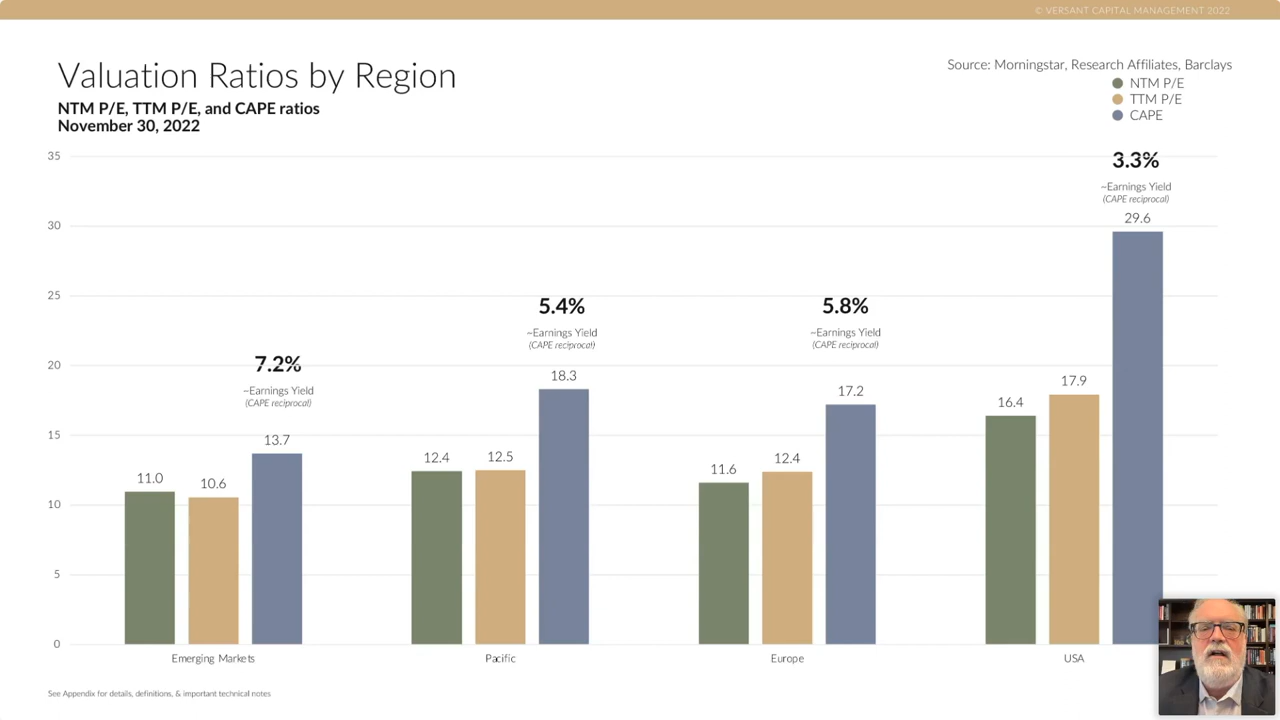 © VERSANT CAPITAL MANAGEMENT 2022
Valuation Ratios by Region
NTM P/E, TTM P/E, and CAPE ratios
November 30, 2022
Source: Morningstar, Research Affiliates, Barclays
NTM P/E
TTM P/E
CAPE
35
30
25
20
15
10
5
0
7.2%
~Earnings Yield
(CAPE reciprocal)
11.0
10.6
13.7
5.4%
~Earnings Yield
(CAPE reciprocal)
12.4
12.5
18.3
5.8%
~Earnings Yield
(CAPE reciprocal)
11.6
12.4
17.2
3.3%
~Earnings Yield
(CAPE reciprocal)
16.4
17.9
29.6
Emerging Markets
Pacific
Europe
USA
See Appendix for details, definitions, & important technical notes